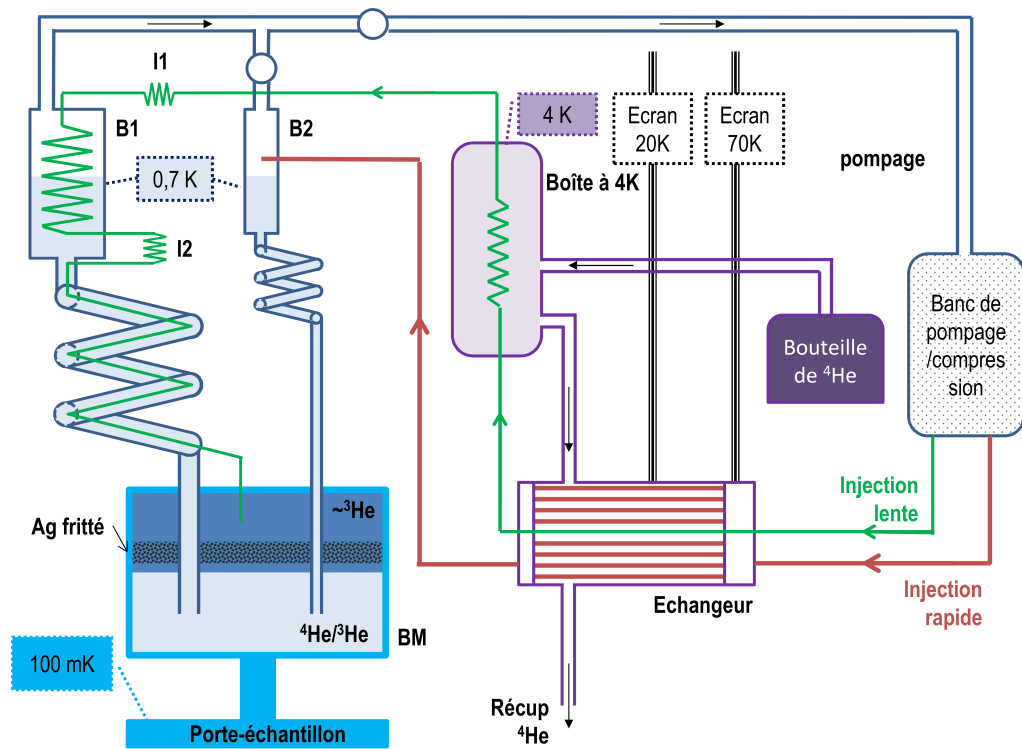 I1
B1
B2
4 K
Ecran
20K
Ecran
70K
pompage
0,7 K
Boîte à 4K
I2
Banc de
pompage
/compres
sion
Bouteille
de ⁴He
Injection
lente
~³He
Ag fritté
Injection
rapide
Echangeur
⁴He/³He
BM
100 mK
Récup
⁴He
Porte-échantillon